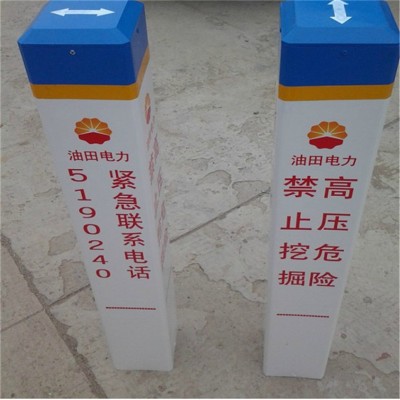 油田电力
紧急联系电话
5190240
油田电力
高压危险
禁止挖掘